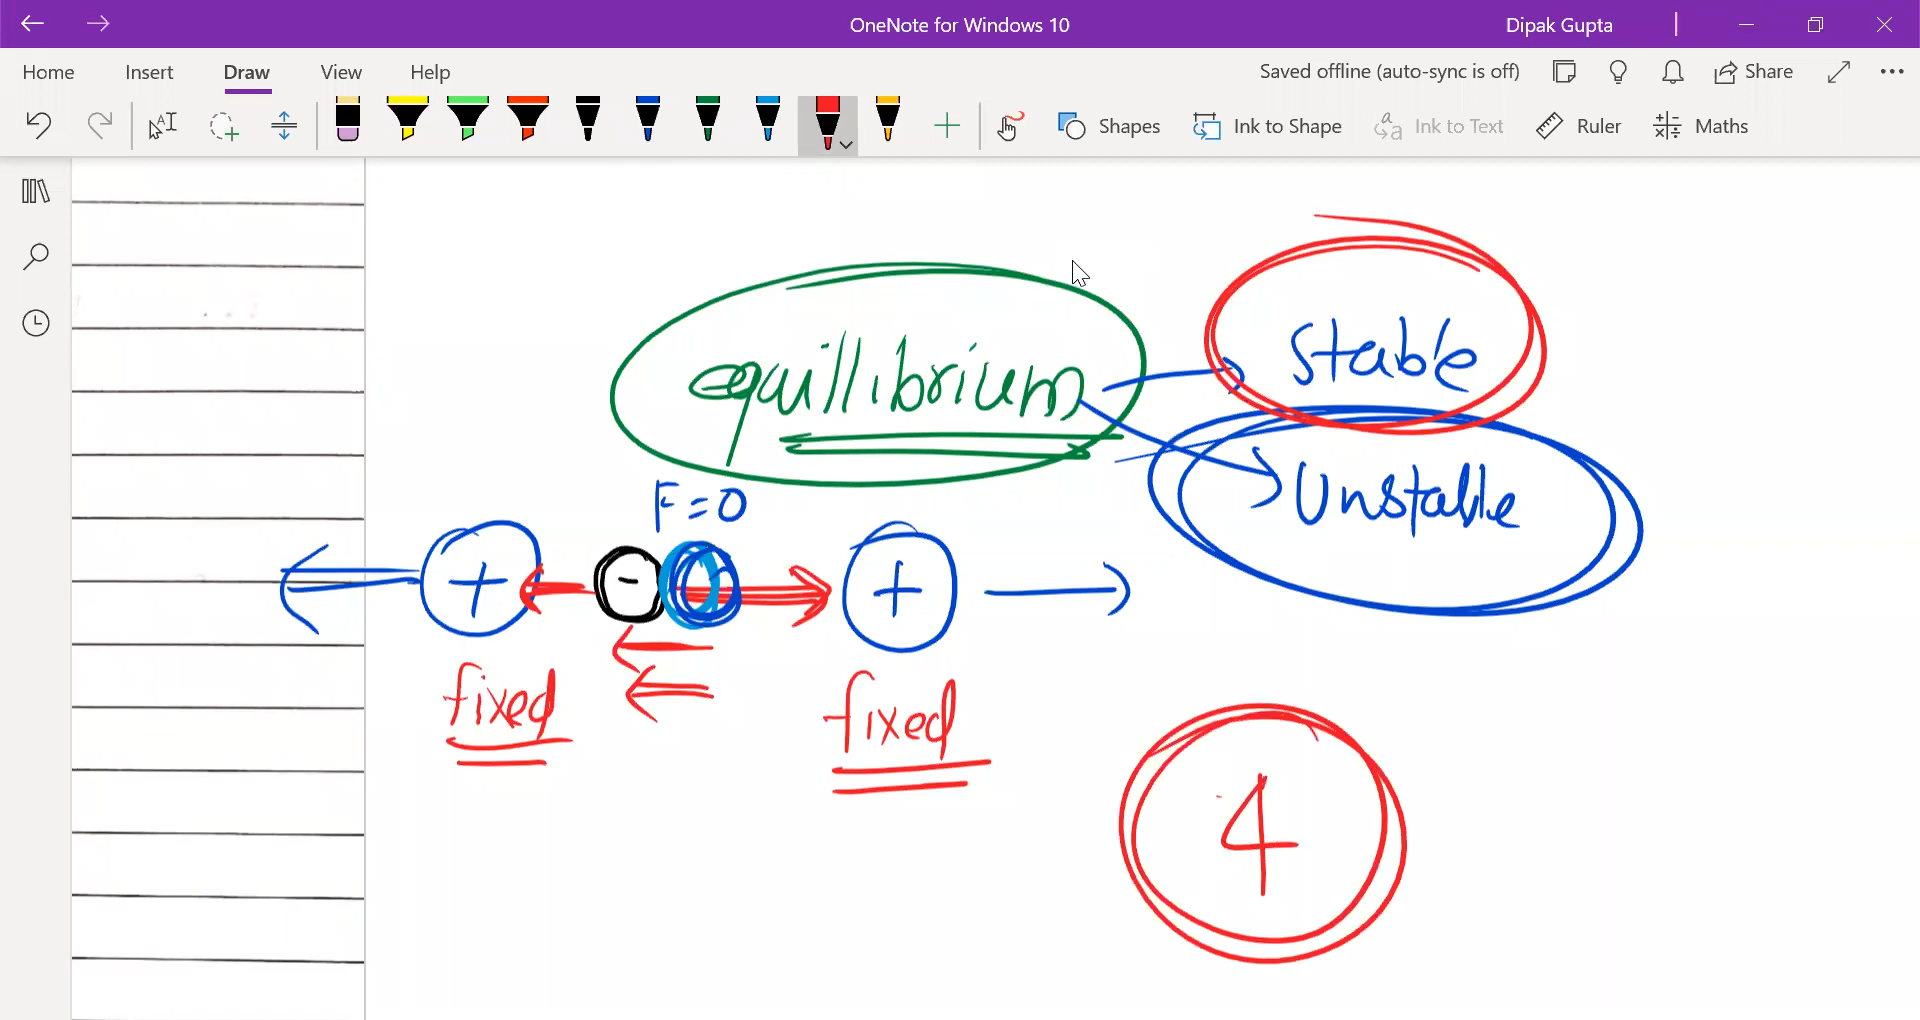 OneNote for Windows 10
Dipak Gupta
Home Insert Draw View Help
Saved offline (auto-sync is off) Share
Shapes Ink to Shape Ink to Text Ruler Maths
equillibrium
Stable
Unstable
F = 0
+ - +
fixed
fixed
4